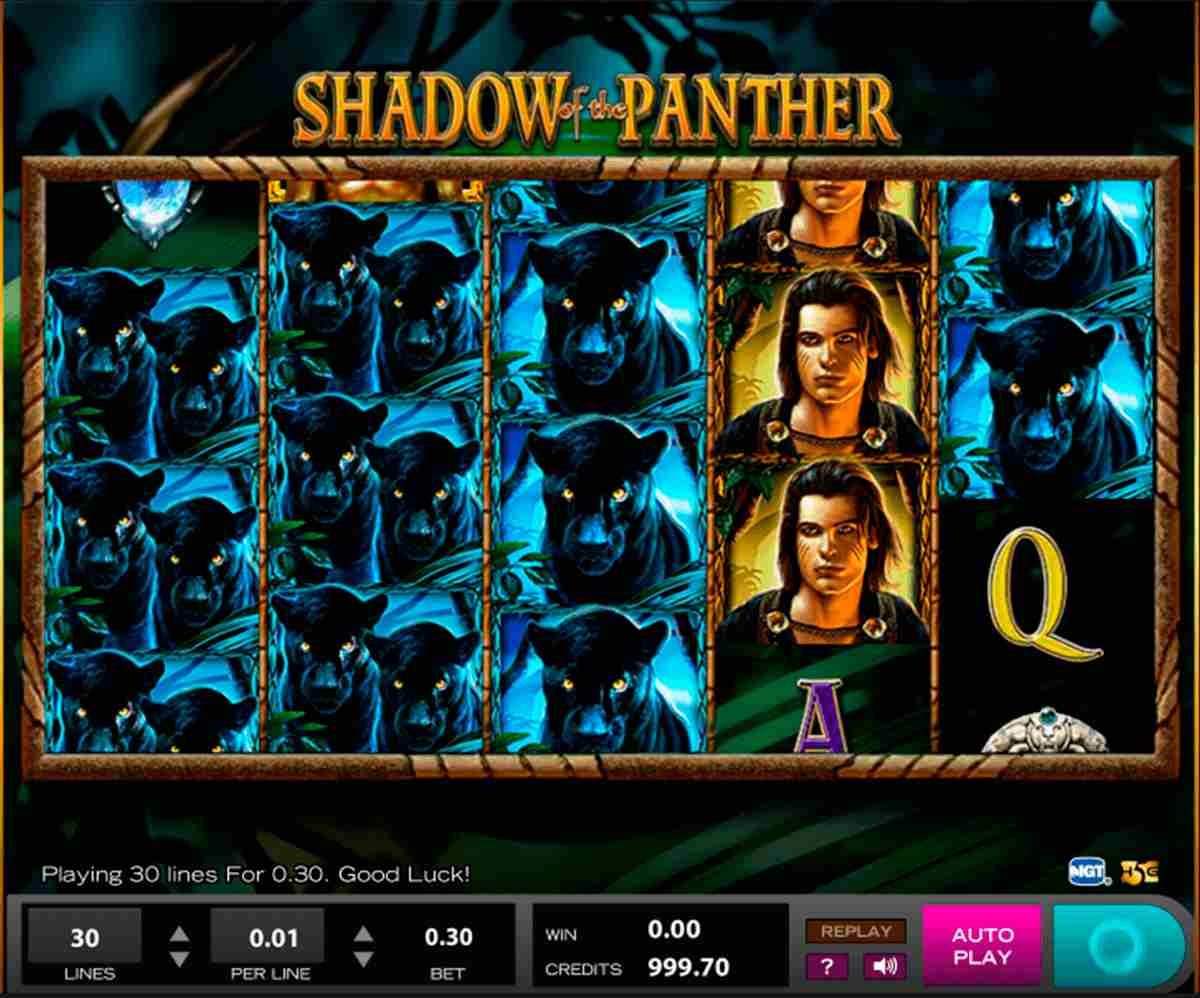 SHADOW of the PANTHER
Q
A
Playing 30 lines For 0.30. Good Luck!
IGT
30
LINES
0.01
PER LINE
0.30
BET
WIN 0.00
CREDITS 999.70
REPLAY
?
AUTO
PLAY